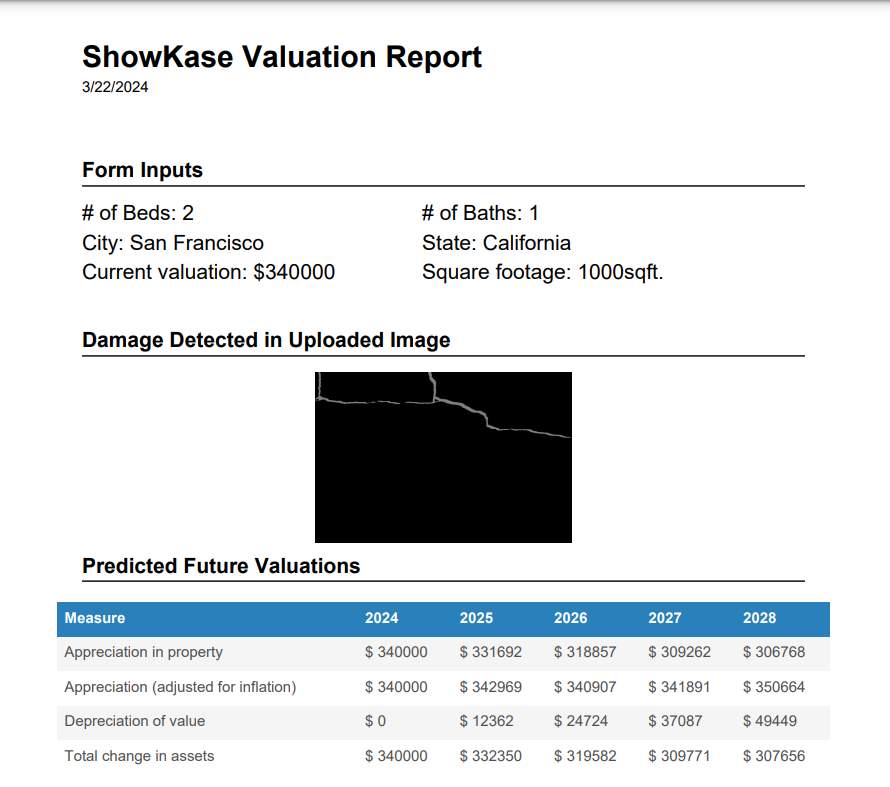 ShowKase Valuation Report
3/22/2024
Form Inputs
# of Beds: 2 # of Baths: 1
City: San Francisco State: California
Current valuation: $340000 Square footage: 1000sqft.
Damage Detected in Uploaded Image
Predicted Future Valuations
Measure 2024 2025 2026 2027 2028
Appreciation in property $ 340000 $ 331692 $ 318857 $ 309262 $ 306768
Appreciation (adjusted for inflation) $ 340000 $ 342969 $ 340907 $ 341891 $ 350664
Depreciation of value $ 0 $ 12362 $ 24724 $ 37087 $ 49449
Total change in assets $ 340000 $ 332350 $ 319582 $ 309771 $ 307656